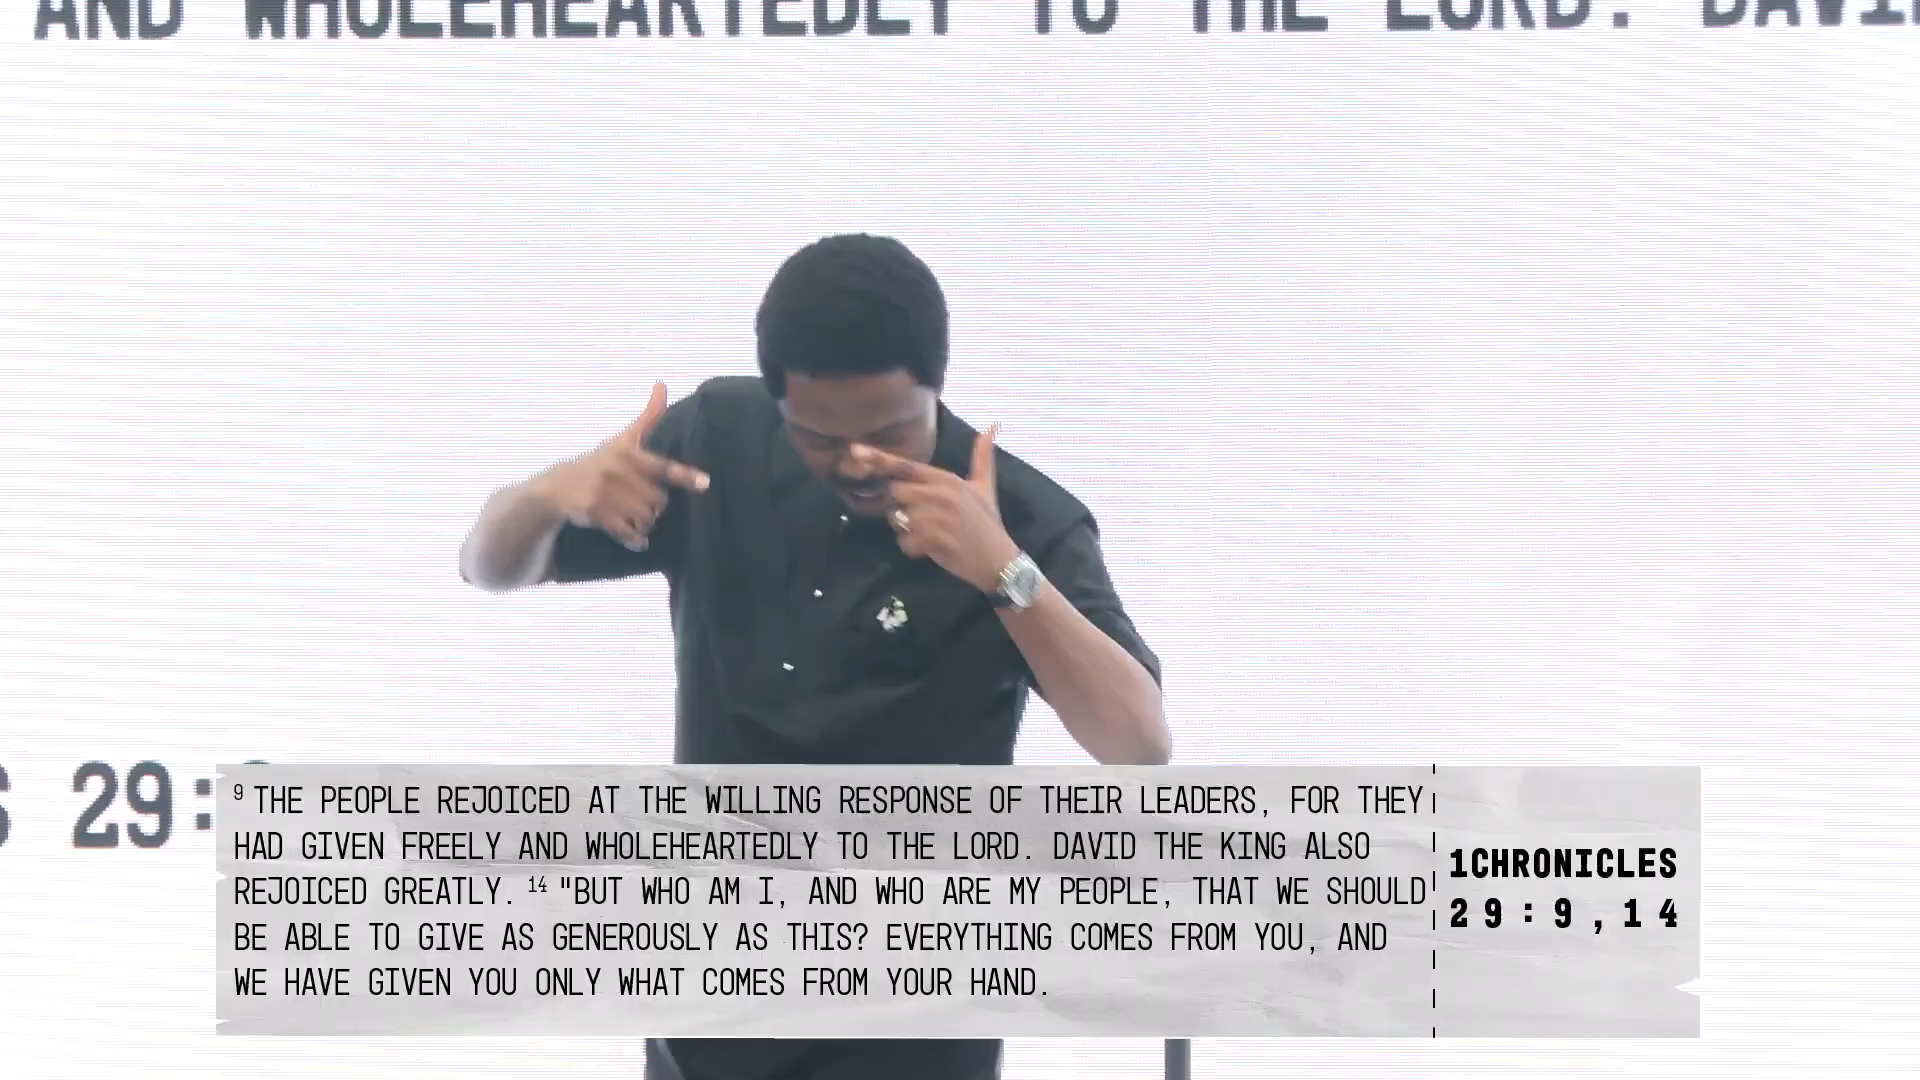 AND WHOLEHEARTEDLY TO THE LORD. DAVI
29:
9 THE PEOPLE REJOICED AT THE WILLING RESPONSE OF THEIR LEADERS, FOR THEY
HAD GIVEN FREELY AND WHOLEHEARTEDLY TO THE LORD. DAVID THE KING ALSO
REJOICED GREATLY. 14 "BUT WHO AM I, AND WHO ARE MY PEOPLE, THAT WE SHOULD
BE ABLE TO GIVE AS GENEROUSLY AS THIS? EVERYTHING COMES FROM YOU, AND
WE HAVE GIVEN YOU ONLY WHAT COMES FROM YOUR HAND.
1CHRONICLES
29:9,14